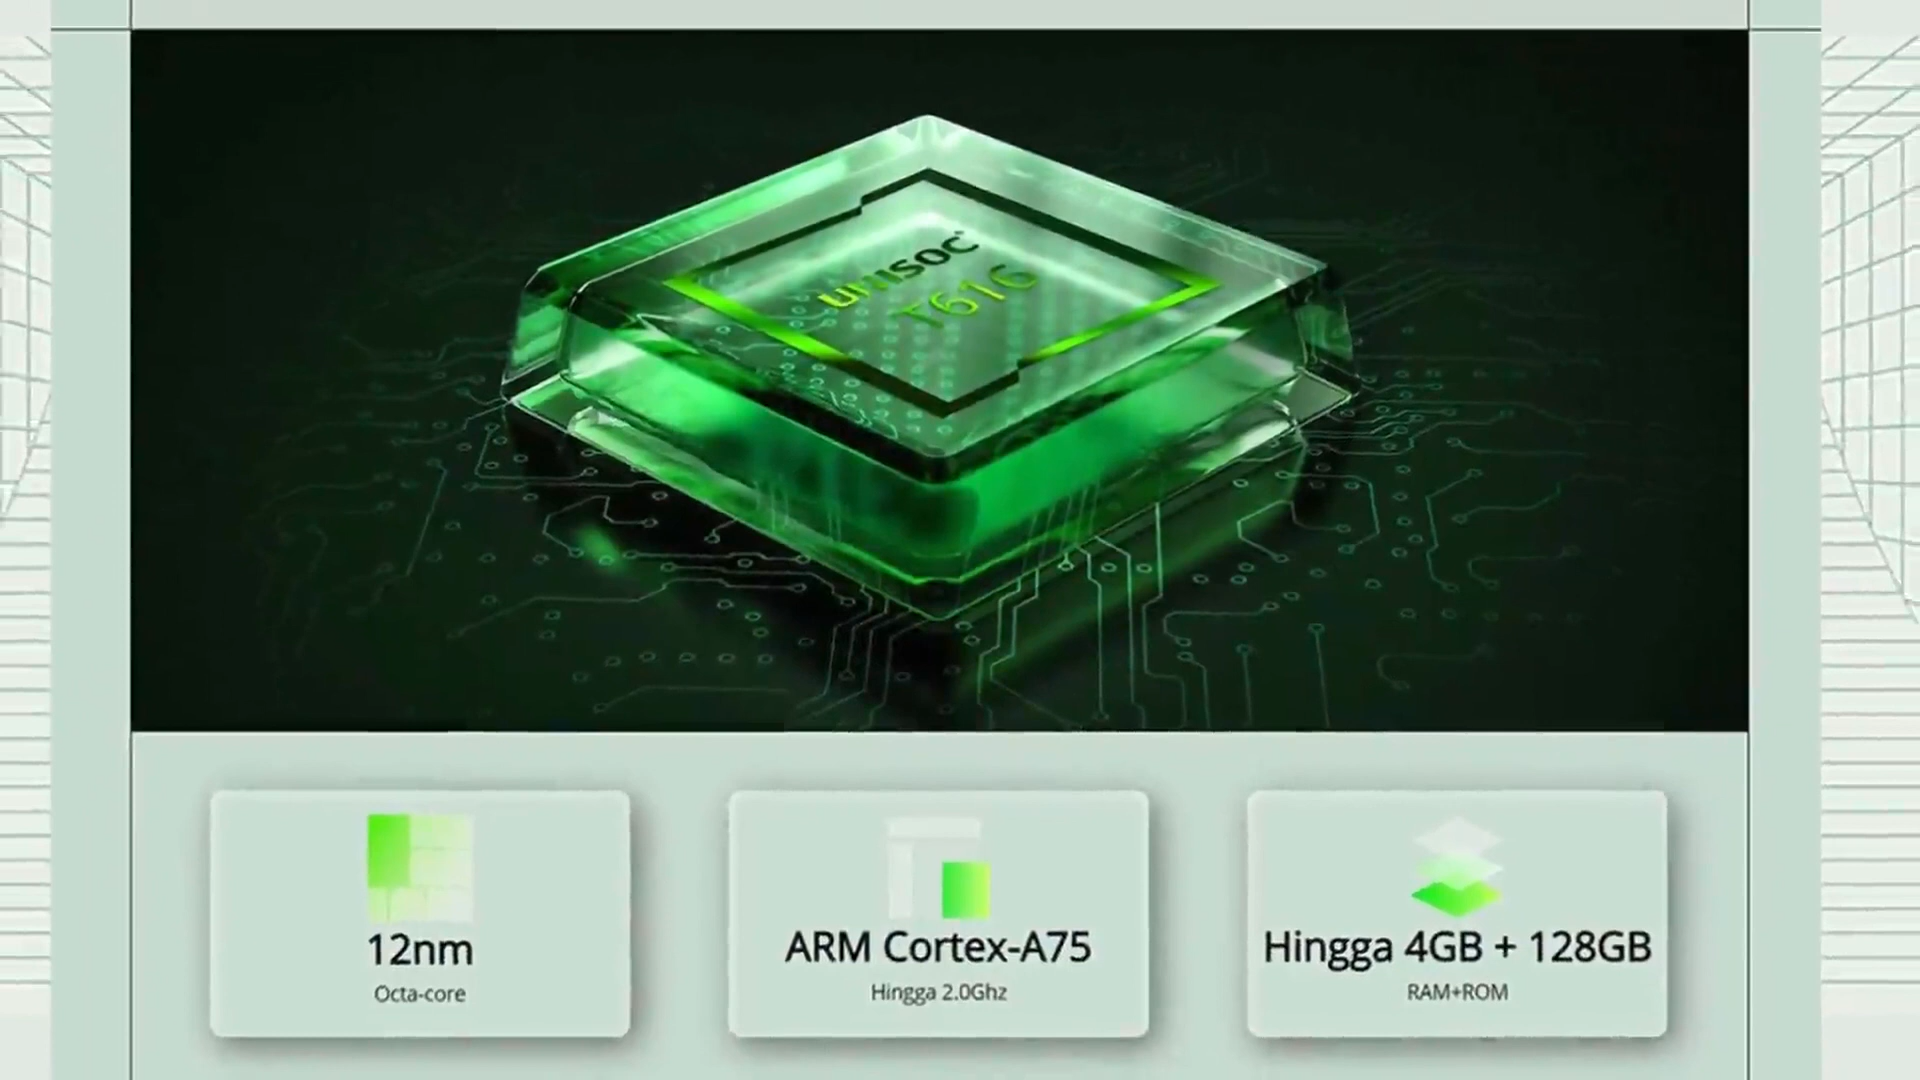 unisoc
T616
12nm
Octa-core
ARM Cortex-A75
Hingga 2.0Ghz
Hingga 4GB + 128GB
RAM+ROM